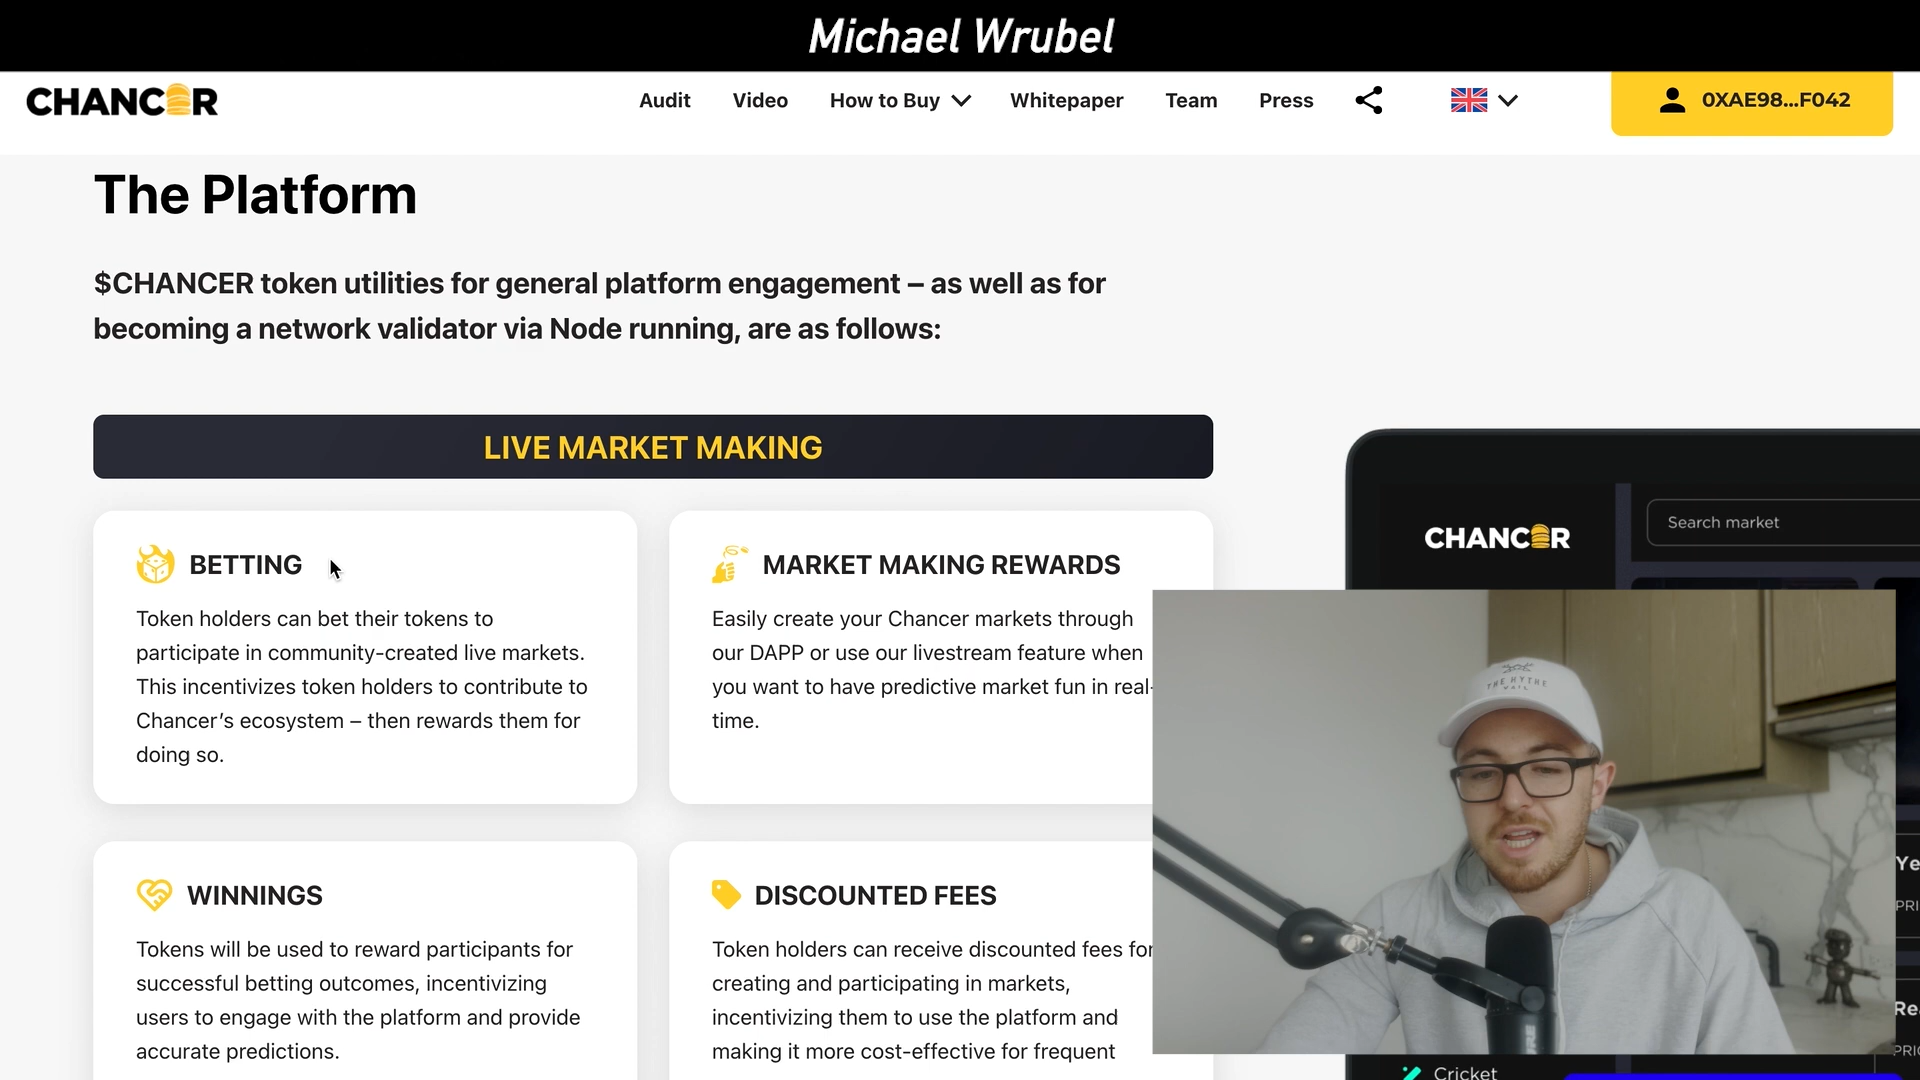 Michael Wrubel
CHANCER
Audit Video How to Buy Whitepaper Team Press 0XAE98...F042
The Platform
$CHANCER token utilities for general platform engagement – as well as for
becoming a network validator via Node running, are as follows:
LIVE MARKET MAKING
BETTING
Token holders can bet their tokens to
participate in community-created live markets.
This incentivizes token holders to contribute to
Chancer’s ecosystem – then rewards them for
doing so.
MARKET MAKING REWARDS
Easily create your Chancer markets through
our DAPP or use our livestream feature when
you want to have predictive market fun in real-
time.
WINNINGS
Tokens will be used to reward participants for
successful betting outcomes, incentivizing
users to engage with the platform and provide
accurate predictions.
DISCOUNTED FEES
Token holders can receive discounted fees for
creating and participating in markets,
incentivizing them to use the platform and
making it more cost-effective for frequent
CHANCER
Search market
THE HYTHE
VAIL
Ye
PRI
Re
PRIC
Cricket